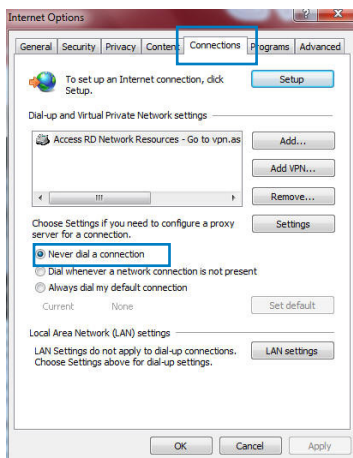 Internet Options
General Security Privacy Content Connections Programs Advanced
To set up an Internet connection, click
Setup.
Setup
Dial-up and Virtual Private Network settings
Access RD Network Resources - Go to vpn.as
Add...
Add VPN...
Remove...
Choose Settings if you need to configure a proxy
server for a connection.
Settings
Never dial a connection
Dial whenever a network connection is not present
Always dial my default connection
Current None
Set default
Local Area Network (LAN) settings
LAN Settings do not apply to dial-up connections.
Choose Settings above for dial-up settings.
LAN settings
OK Cancel Apply